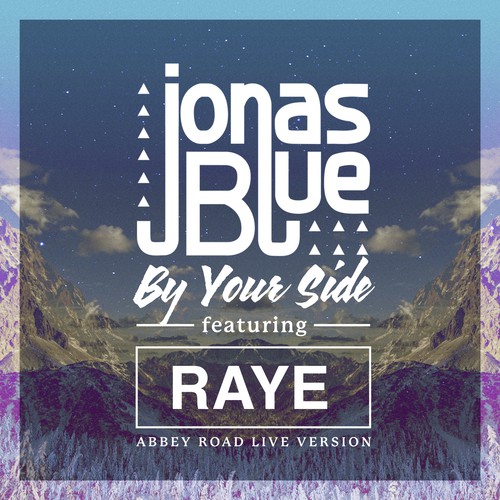 jonas
Blue
By Your Side
featuring
RAYE
ABBEY ROAD LIVE VERSION